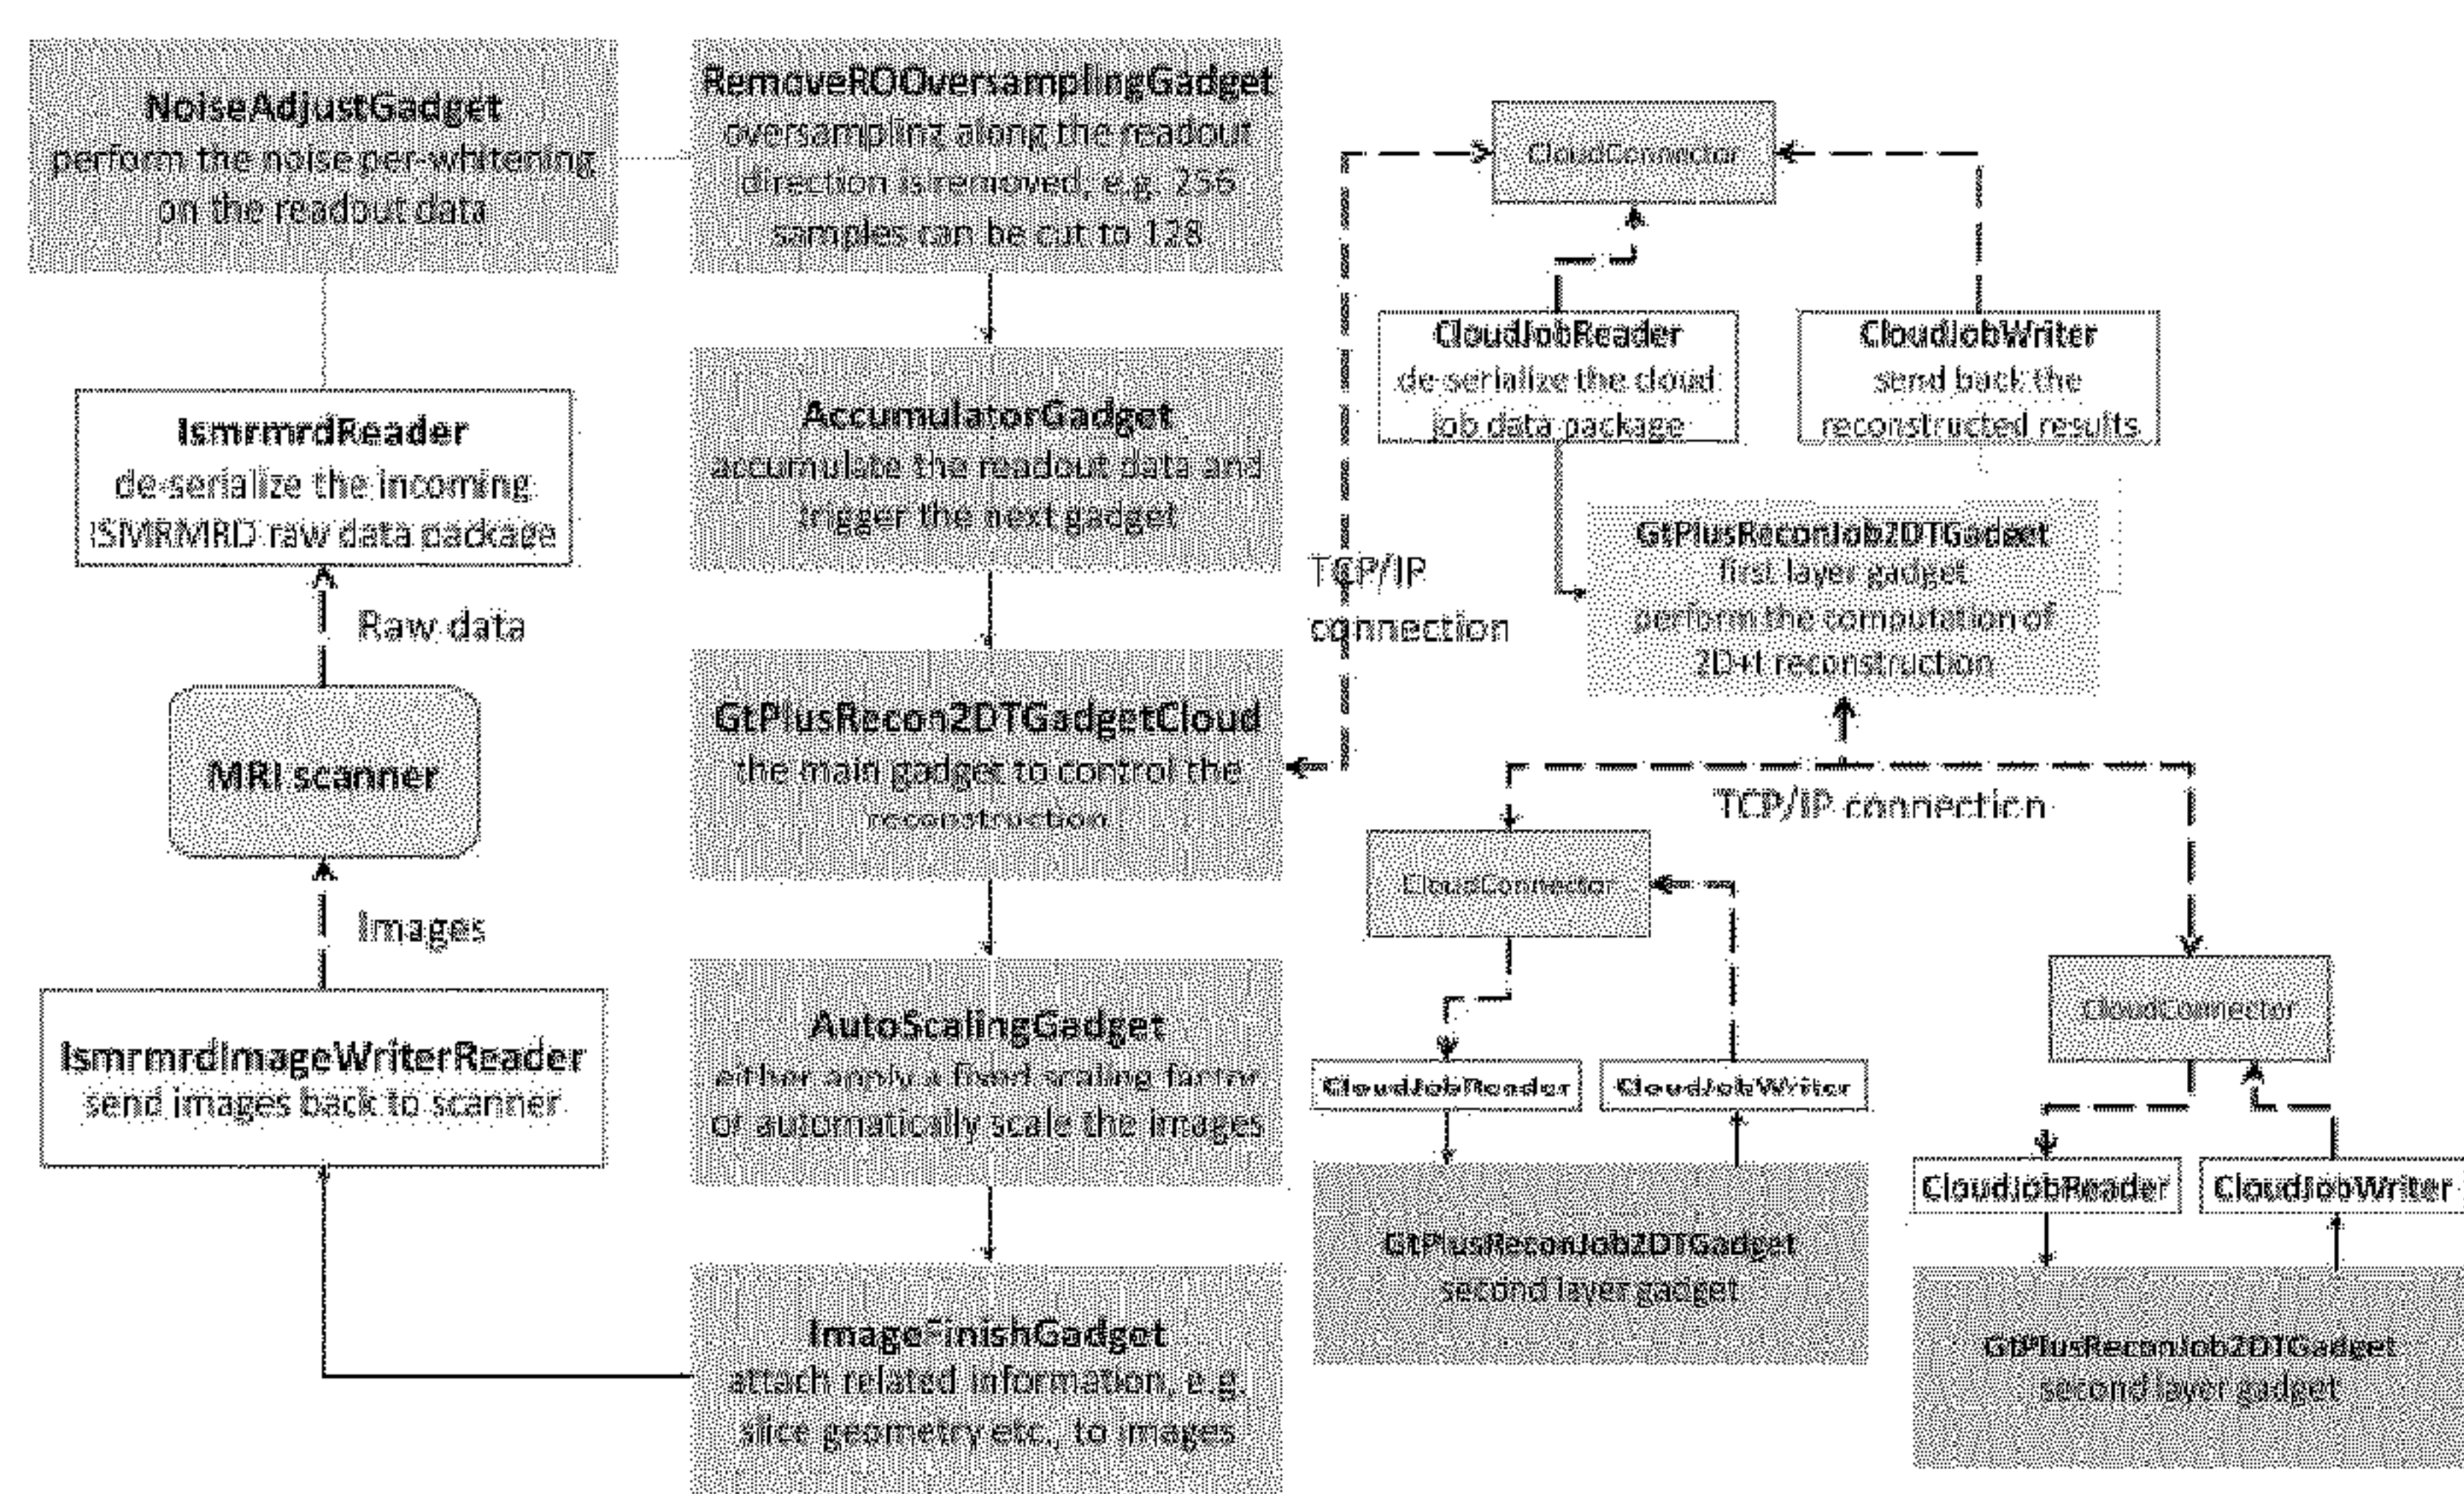 NoiseAdjustGadget
perform the noise per-whitening
on the readout data
RemoveROOversamplingGadget
oversampling along the readout
direction is removed, e.g. 256
samples can be cut to 128
CloudConnector
IsmrmrdReader
de-serialize the incoming
ISMRMRD raw data package
AccumulatorGadget
accumulate the readout data and
trigger the next gadget
CloudJobReader
de-serialize the cloud
job data package
CloudJobWriter
send back the
reconstructed results
TCP/IP
connection
GtPlusReconJob2DTGadget
first layer gadget
perform the computation of
2D+t reconstruction
Raw data
MRI scanner
GtPlusRecon2DTGadgetCloud
the main gadget to control the
reconstruction
TCP/IP connection
CloudConnector
Images
CloudConnector
IsmrmrdImageWriterReader
send images back to scanner
AutoScalingGadget
either apply a fixed scaling factor
or automatically scale the images
CloudJobReader
CloudJobWriter
CloudJobReader
CloudJobWriter
GtPlusReconJob2DTGadget
second layer gadget
ImageFinishGadget
attach related information, e.g.
slice geometry etc., to images
GtPlusReconJob2DTGadget
second layer gadget